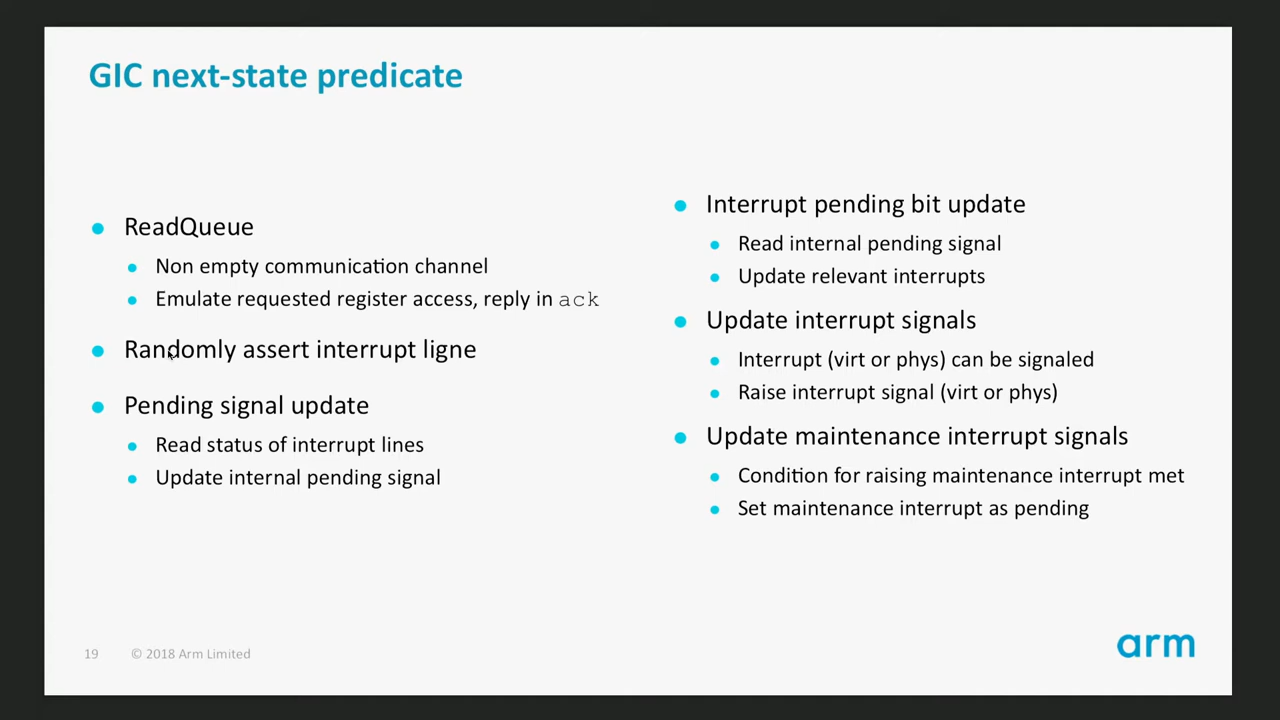 GIC next-state predicate
ReadQueue
Non empty communication channel
Emulate requested register access, reply in ack
Randomly assert interrupt ligne
Pending signal update
Read status of interrupt lines
Update internal pending signal
Interrupt pending bit update
Read internal pending signal
Update relevant interrupts
Update interrupt signals
Interrupt (virt or phys) can be signaled
Raise interrupt signal (virt or phys)
Update maintenance interrupt signals
Condition for raising maintenance interrupt met
Set maintenance interrupt as pending
19 © 2018 Arm Limited
arm